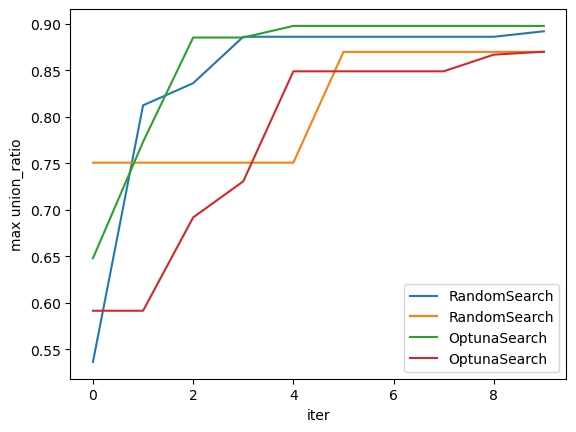 max union_ratio
0.90
0.85
0.80
0.75
0.70
0.65
0.60
0.55
0 2 4 6 8
iter
RandomSearch
RandomSearch
OptunaSearch
OptunaSearch